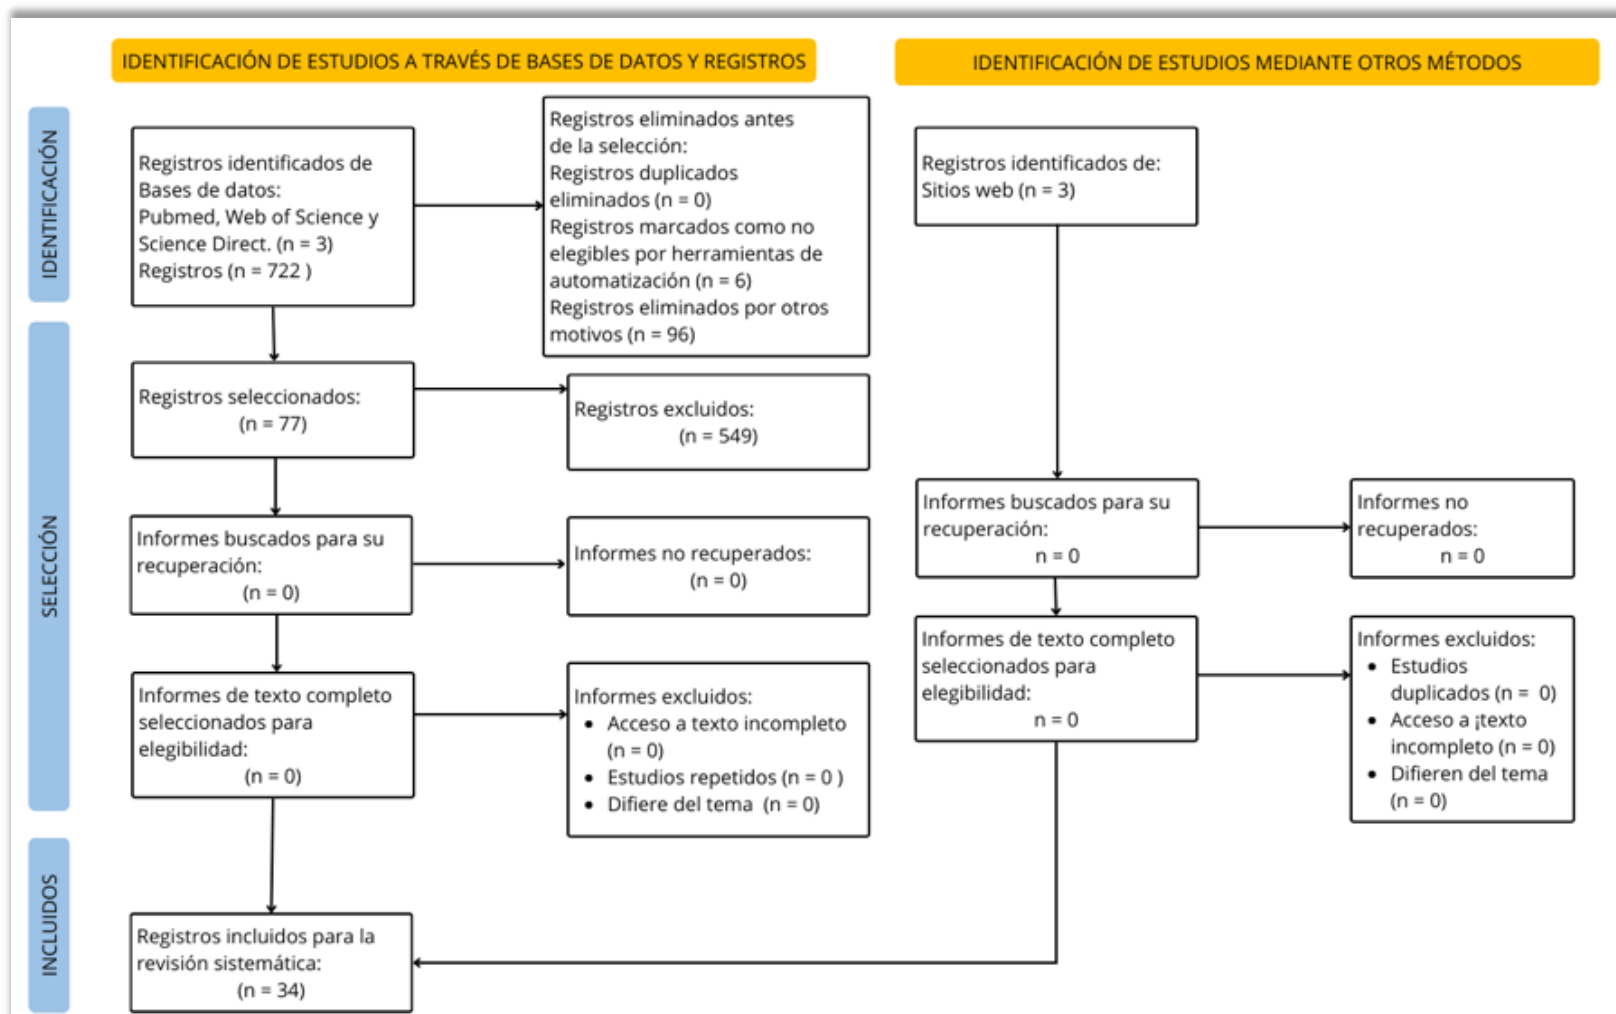 IDENTIFICACIÓN DE ESTUDIOS A TRAVÉS DE BASES DE DATOS Y REGISTROS
IDENTIFICACIÓN DE ESTUDIOS MEDIANTE OTROS MÉTODOS
IDENTIFICACIÓN
Registros identificados de
Bases de datos:
Pubmed, Web of Science y
Science Direct. (n = 3)
Registros (n = 722 )
Registros eliminados antes
de la selección:
Registros duplicados
eliminados (n = 0)
Registros marcados como no
elegibles por herramientas de
automatización (n = 6)
Registros eliminados por otros
motivos (n = 96)
Registros identificados de:
Sitios web (n = 3)
SELECCIÓN
Registros seleccionados:
(n = 77)
Registros excluidos:
(n = 549)
Informes buscados para su
recuperación:
(n = 0)
Informes no recuperados:
(n = 0)
Informes buscados para su
recuperación:
n = 0
Informes no
recuperados:
n = 0
Informes de texto completo
seleccionados para
elegibilidad:
(n = 0)
Informes excluidos:
• Acceso a texto incompleto
(n = 0)
• Estudios repetidos (n = 0 )
• Difiere del tema (n = 0)
Informes de texto completo
seleccionados para
elegibilidad:
n = 0
Informes excluidos:
• Estudios
duplicados (n = 0)
• Acceso a ¡texto
incompleto (n = 0)
• Difieren del tema
(n = 0)
INCLUIDOS
Registros incluidos para la
revisión sistemática:
(n = 34)